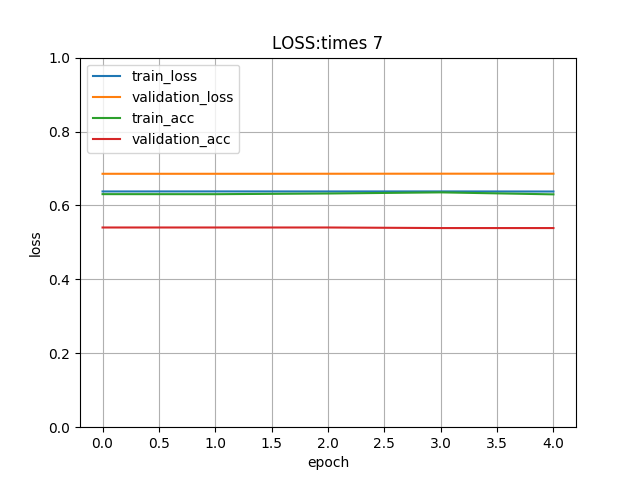 LOSS:times 7
1.0
0.8
0.6
0.4
0.2
0.0
loss
train_loss
validation_loss
train_acc
validation_acc
0.0 0.5 1.0 1.5 2.0 2.5 3.0 3.5 4.0
epoch